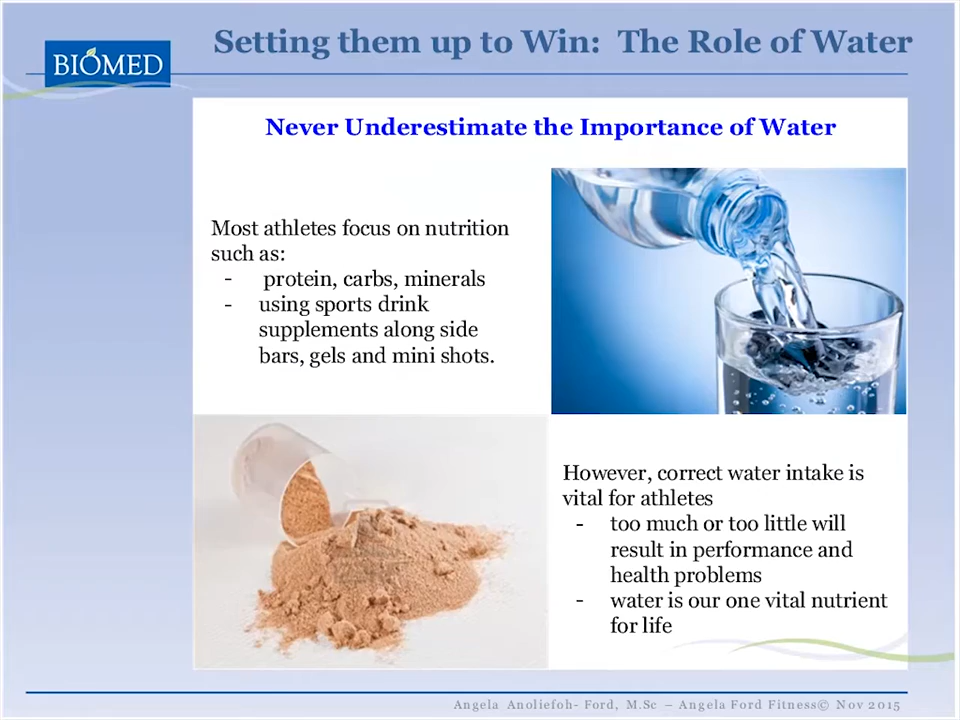 Setting them up to Win: The Role of Water
BIOMED
Never Underestimate the Importance of Water
Most athletes focus on nutrition
such as:
- protein, carbs, minerals
- using sports drink
supplements along side
bars, gels and mini shots.
However, correct water intake is
vital for athletes
- too much or too little will
result in performance and
health problems
- water is our one vital nutrient
for life
Angela Anoliefoh- Ford, M.Sc – Angela Ford Fitness© Nov 2015